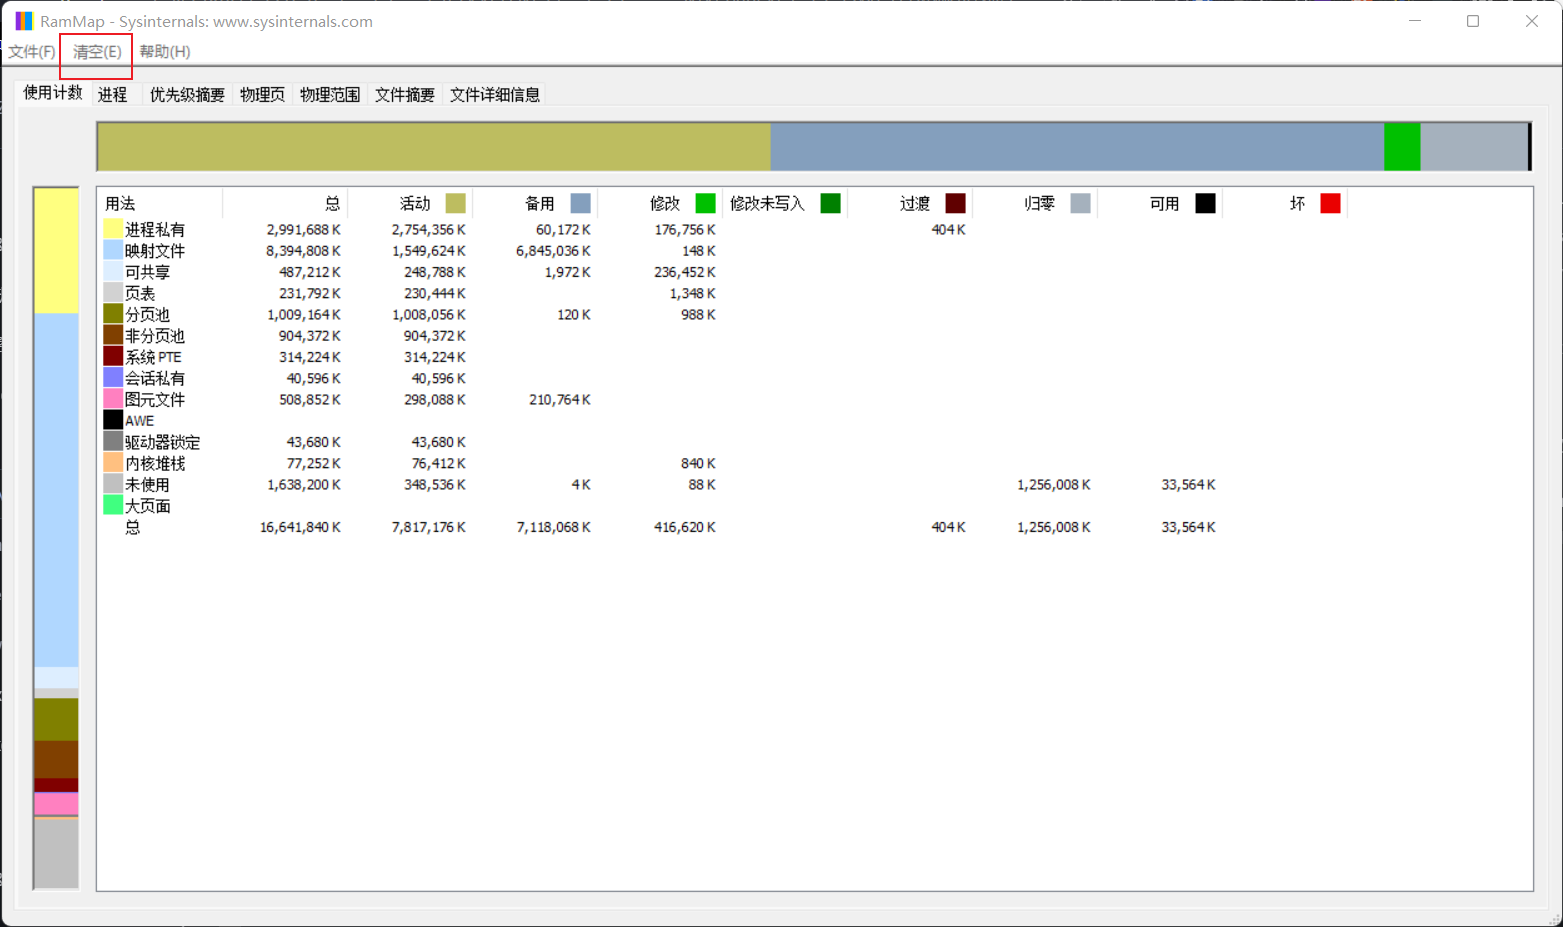 RamMap - Sysinternals: www.sysinternals.com
文件(F) 清空(E) 帮助(H)
使用计数 进程 优先级摘要 物理页 物理范围 文件摘要 文件详细信息
用法 总 活动 备用 修改 修改未写入 过渡 归零 可用 坏
进程私有 2,991,688 K 2,754,356 K 60,172 K 176,756 K 404 K
映射文件 8,394,808 K 1,549,624 K 6,845,036 K 148 K
可共享 487,212 K 248,788 K 1,972 K 236,452 K
页表 231,792 K 230,444 K 1,348 K
分页池 1,009,164 K 1,008,056 K 120 K 988 K
非分页池 904,372 K 904,372 K
系统 PTE 314,224 K 314,224 K
会话私有 40,596 K 40,596 K
图元文件 508,852 K 298,088 K 210,764 K
AWE
驱动器锁定 43,680 K 43,680 K
内核堆栈 77,252 K 76,412 K 840 K
未使用 1,638,200 K 348,536 K 4 K 88 K 1,256,008 K 33,564 K
大页面
总 16,641,840 K 7,817,176 K 7,118,068 K 416,620 K 404 K 1,256,008 K 33,564 K